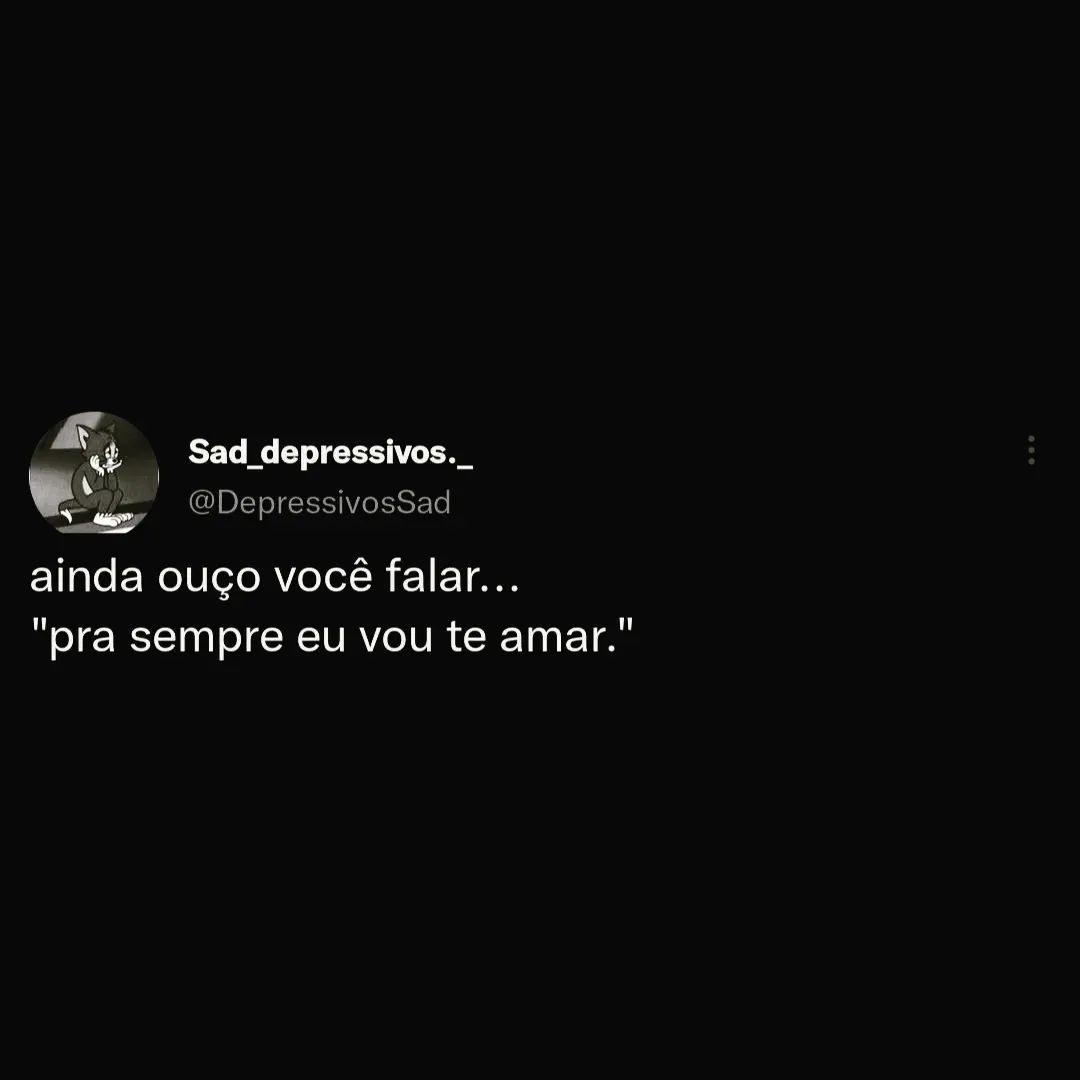 Sad_depressivos._
@DepressivosSad
ainda ouço você falar...
"pra sempre eu vou te amar."